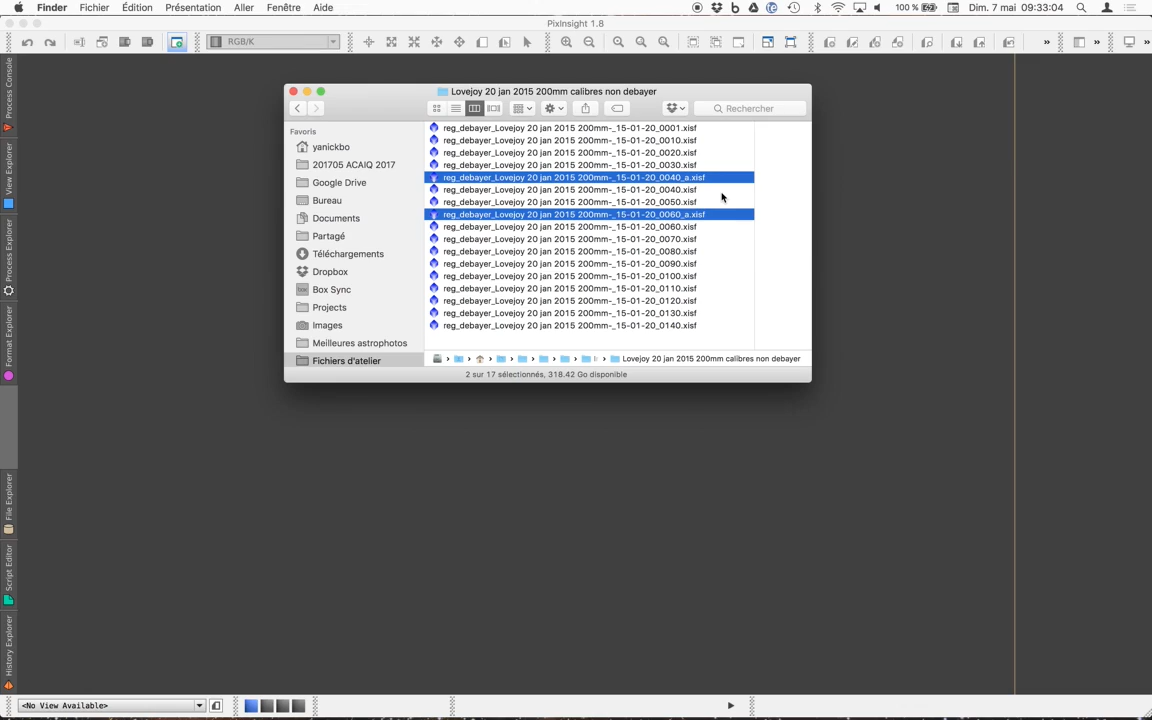 Finder Fichier Édition Présentation Aller Fenêtre Aide 100 % Dim. 7 mai 09:33:04
PixInsight 1.8
RGB/K
Process Console
View Explorer
Process Explorer
Format Explorer
File Explorer
Script Editor
History Explorer
Lovejoy 20 jan 2015 200mm calibres non debayer
Rechercher
Favoris
yanickbo
201705 ACAIQ 2017
Google Drive
Bureau
Documents
Partagé
Téléchargements
Dropbox
Box Sync
Projects
Images
Meilleures astrophotos
Fichiers d'atelier
reg_debayer_Lovejoy 20 jan 2015 200mm-_15-01-20_0001.xisf
reg_debayer_Lovejoy 20 jan 2015 200mm-_15-01-20_0010.xisf
reg_debayer_Lovejoy 20 jan 2015 200mm-_15-01-20_0020.xisf
reg_debayer_Lovejoy 20 jan 2015 200mm-_15-01-20_0030.xisf
reg_debayer_Lovejoy 20 jan 2015 200mm-_15-01-20_0040_a.xisf
reg_debayer_Lovejoy 20 jan 2015 200mm-_15-01-20_0040.xisf
reg_debayer_Lovejoy 20 jan 2015 200mm-_15-01-20_0050.xisf
reg_debayer_Lovejoy 20 jan 2015 200mm-_15-01-20_0060_a.xisf
reg_debayer_Lovejoy 20 jan 2015 200mm-_15-01-20_0060.xisf
reg_debayer_Lovejoy 20 jan 2015 200mm-_15-01-20_0070.xisf
reg_debayer_Lovejoy 20 jan 2015 200mm-_15-01-20_0080.xisf
reg_debayer_Lovejoy 20 jan 2015 200mm-_15-01-20_0090.xisf
reg_debayer_Lovejoy 20 jan 2015 200mm-_15-01-20_0100.xisf
reg_debayer_Lovejoy 20 jan 2015 200mm-_15-01-20_0110.xisf
reg_debayer_Lovejoy 20 jan 2015 200mm-_15-01-20_0120.xisf
reg_debayer_Lovejoy 20 jan 2015 200mm-_15-01-20_0130.xisf
reg_debayer_Lovejoy 20 jan 2015 200mm-_15-01-20_0140.xisf
Lovejoy 20 jan 2015 200mm calibres non debayer
2 sur 17 sélectionnés, 318.42 Go disponible
<No View Available>